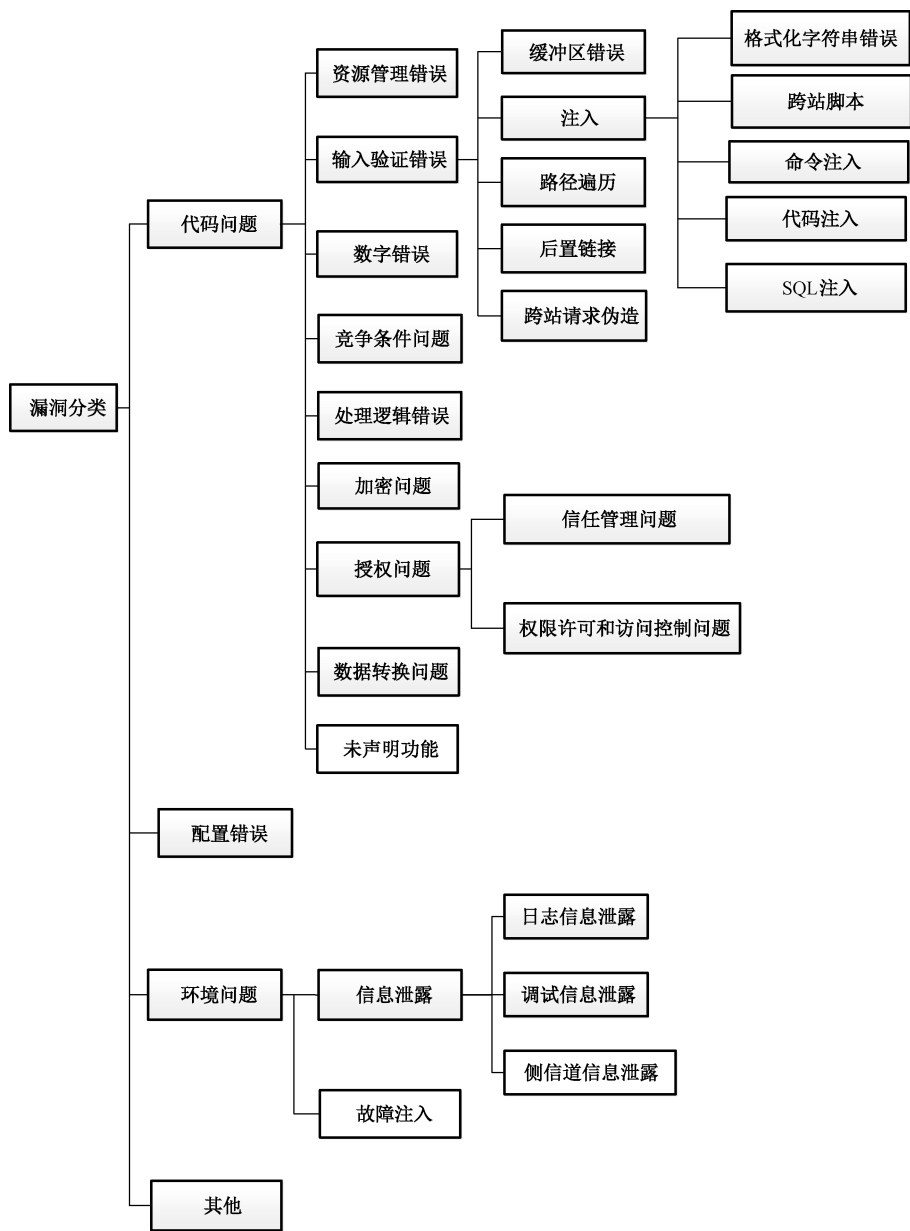 漏洞分类
代码问题
资源管理错误
输入验证错误
缓冲区错误
注入
格式化字符串错误
跨站脚本
命令注入
代码注入
SQL注入
路径遍历
后置链接
跨站请求伪造
数字错误
竞争条件问题
处理逻辑错误
加密问题
授权问题
信任管理问题
权限许可和访问控制问题
数据转换问题
未声明功能
配置错误
环境问题
信息泄露
日志信息泄露
调试信息泄露
侧信道信息泄露
故障注入
其他